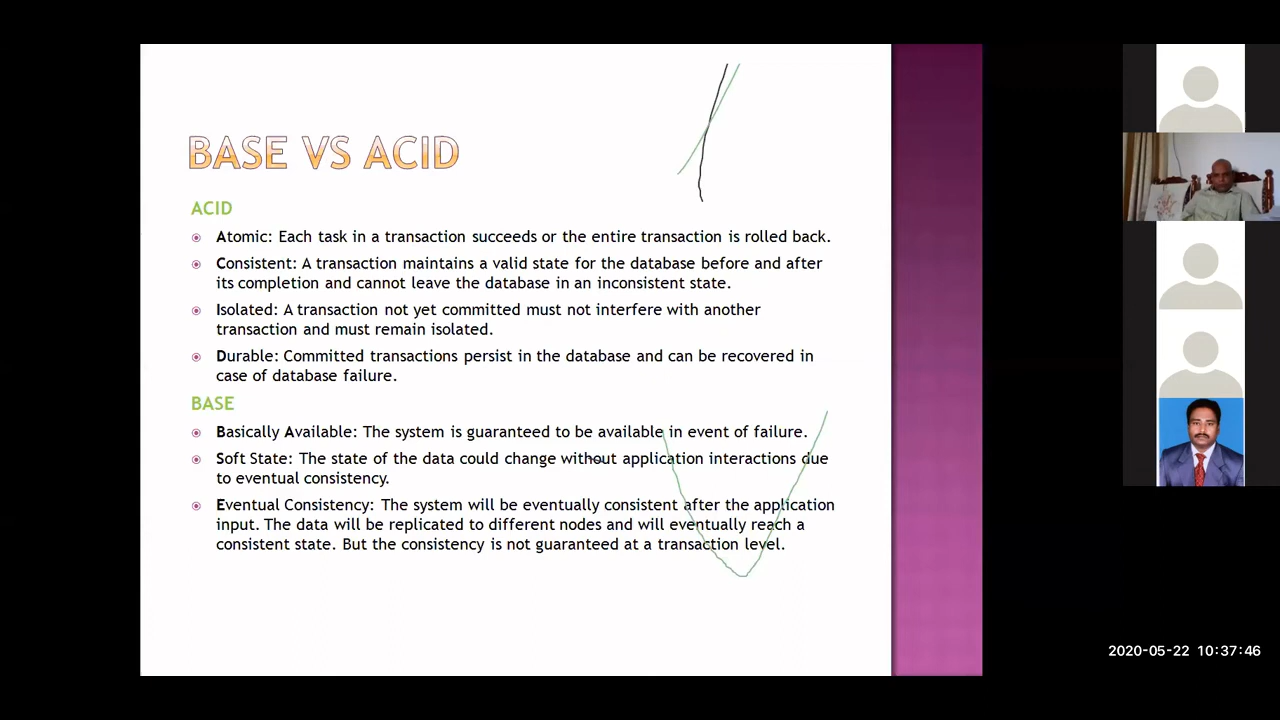 BASE VS ACID
ACID
Atomic: Each task in a transaction succeeds or the entire transaction is rolled back.
Consistent: A transaction maintains a valid state for the database before and after
its completion and cannot leave the database in an inconsistent state.
Isolated: A transaction not yet committed must not interfere with another
transaction and must remain isolated.
Durable: Committed transactions persist in the database and can be recovered in
case of database failure.
BASE
Basically Available: The system is guaranteed to be available in event of failure.
Soft State: The state of the data could change without application interactions due
to eventual consistency.
Eventual Consistency: The system will be eventually consistent after the application
input. The data will be replicated to different nodes and will eventually reach a
consistent state. But the consistency is not guaranteed at a transaction level.
2020-05-22 10:37:46